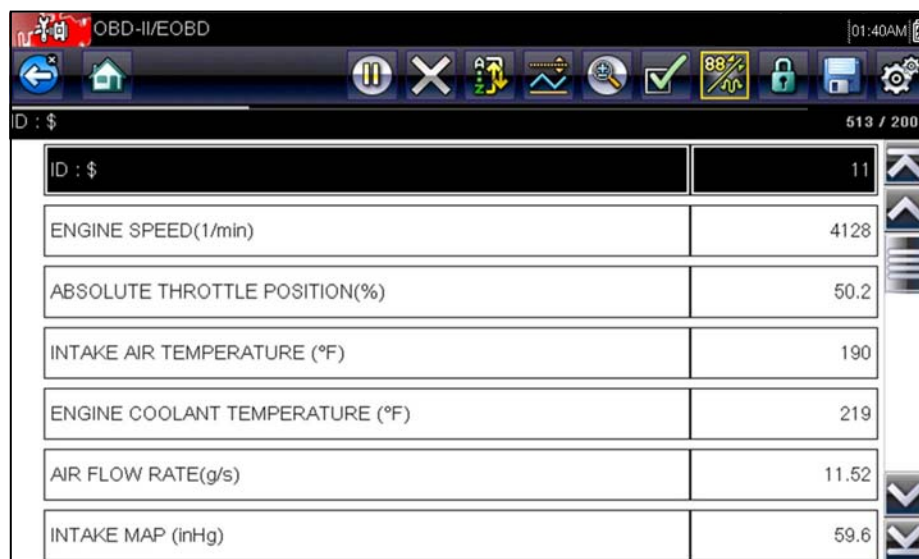 OBD-II/EOBD 01:40AM
ID : $ 513 / 200
ID : $ 11
ENGINE SPEED(1/min) 4128
ABSOLUTE THROTTLE POSITION(%) 50.2
INTAKE AIR TEMPERATURE (°F) 190
ENGINE COOLANT TEMPERATURE (°F) 219
AIR FLOW RATE(g/s) 11.52
INTAKE MAP (inHg) 59.6